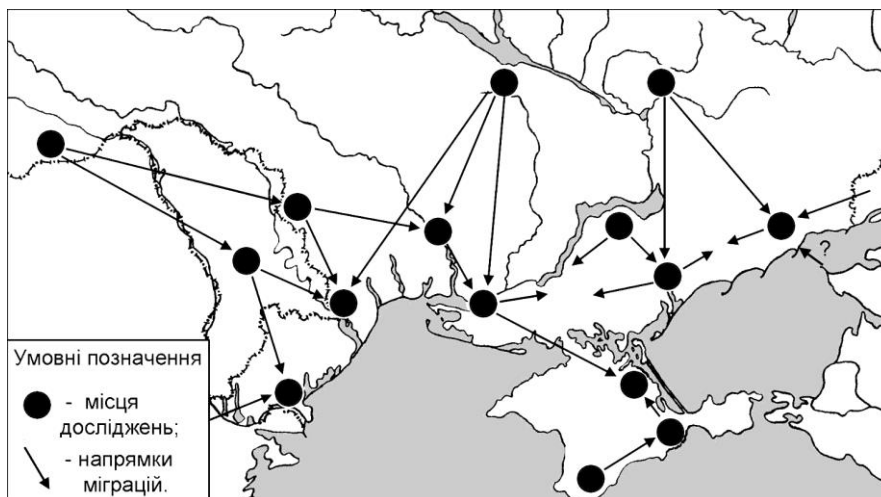 ?
Умовні позначення
- місця
досліджень;
- напрямки
міграцій.